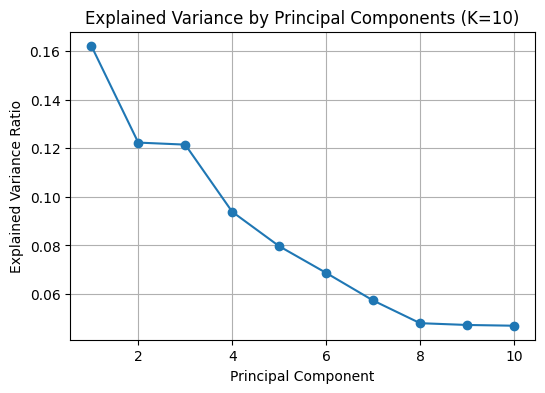 Explained Variance by Principal Components (K=10)
Explained Variance Ratio
0.16
0.14
0.12
0.10
0.08
0.06
2 4 6 8 10
Principal Component